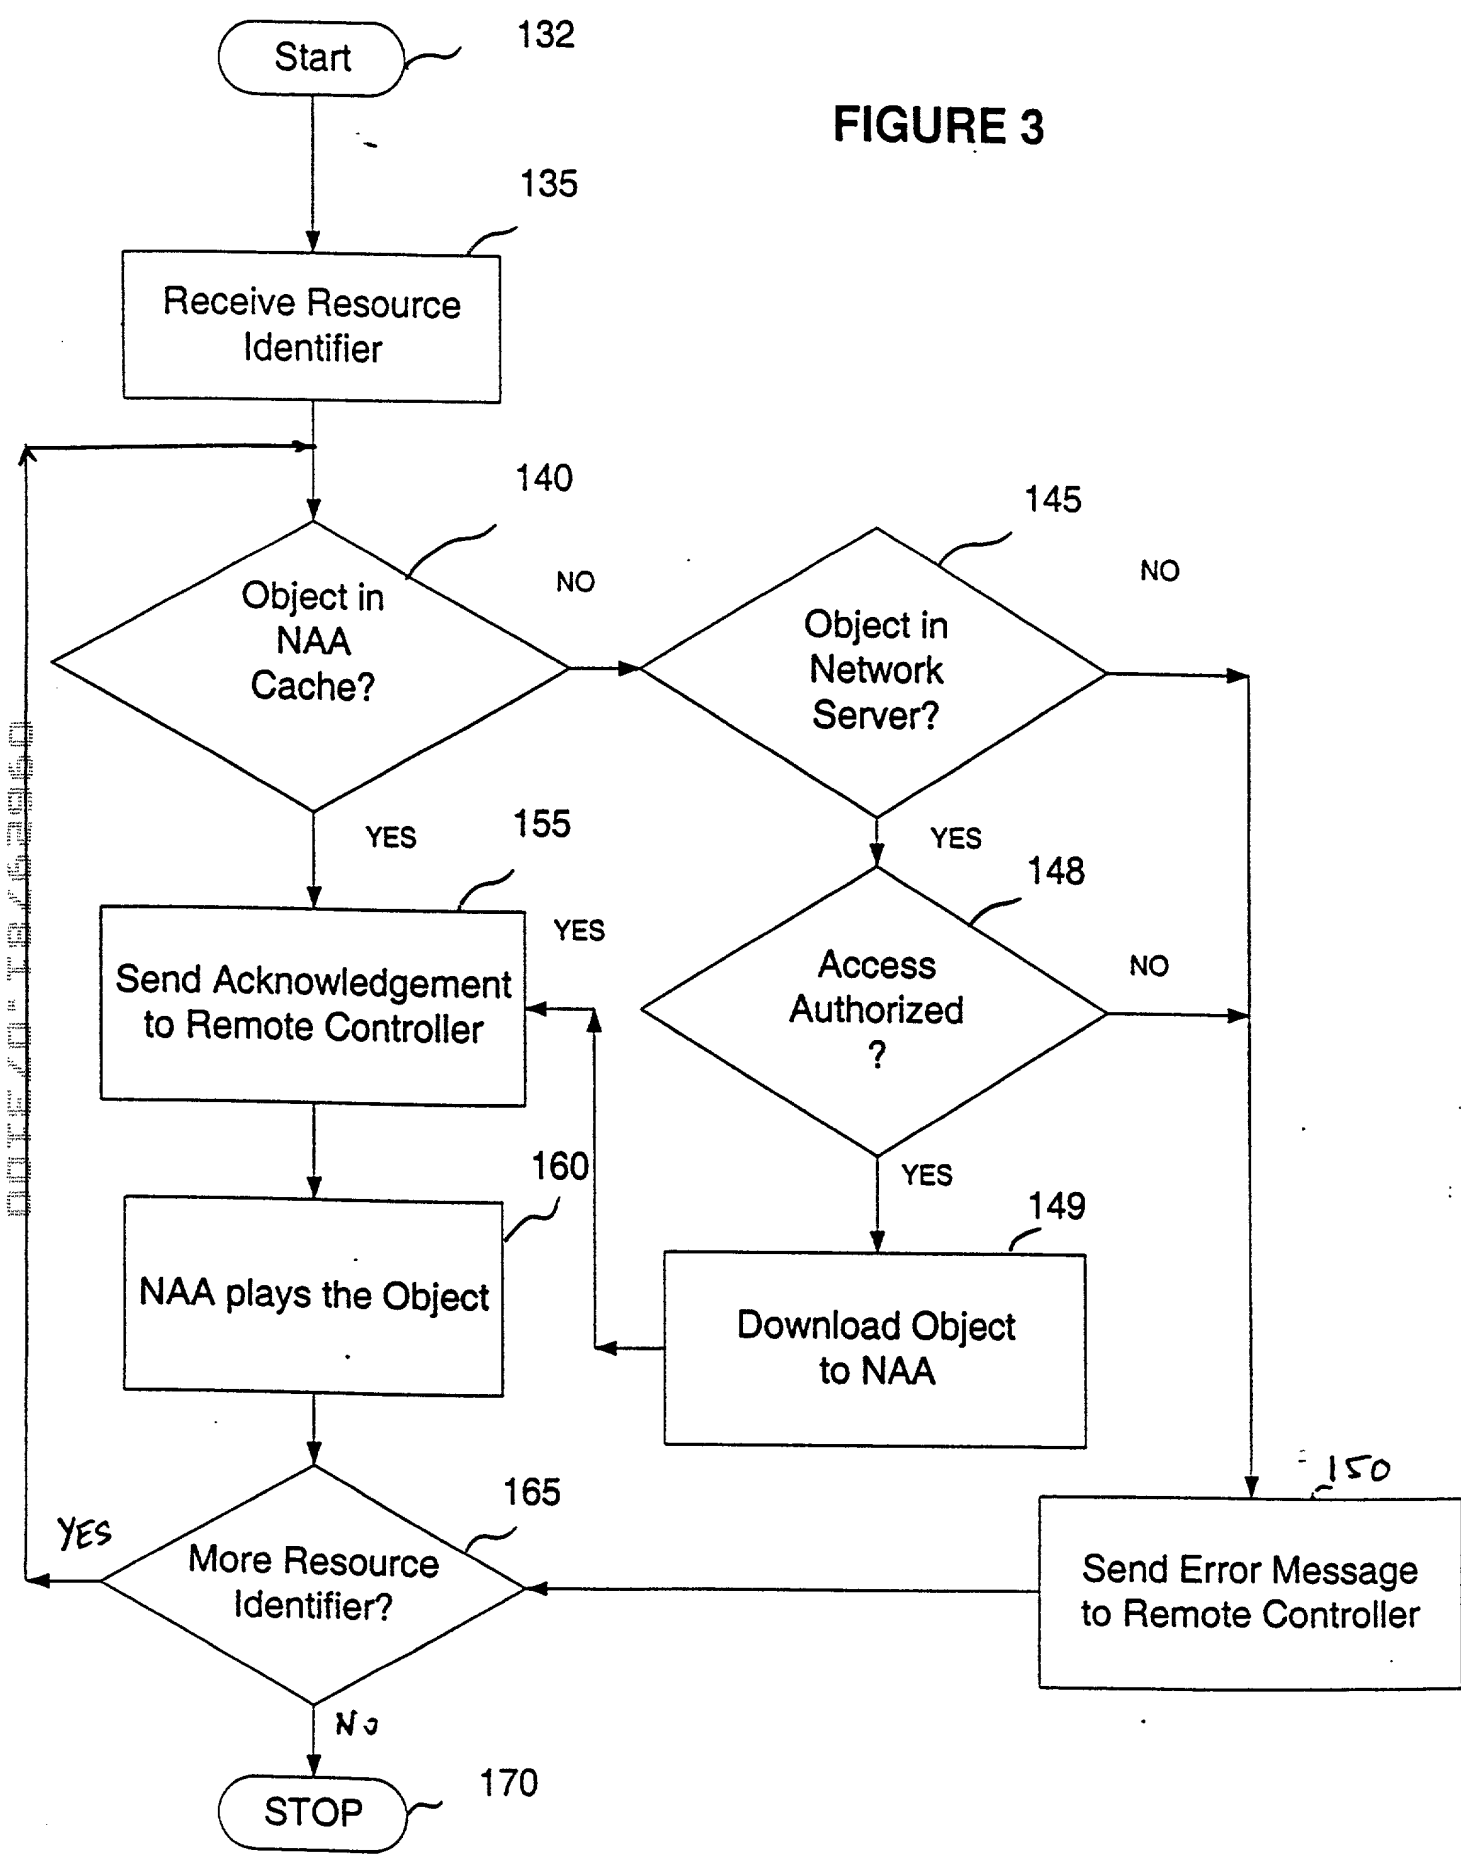 Start
132
FIGURE 3
135
Receive Resource
Identifier
140
145
NO
NO
Object in
NAA
Cache?
Object in
Network
Server?
YES
155
YES
148
YES
Send Acknowledgement
to Remote Controller
Access
Authorized
?
NO
160
YES
149
NAA plays the Object
Download Object
to NAA
165
150
YES
More Resource
Identifier?
Send Error Message
to Remote Controller
No
STOP
170